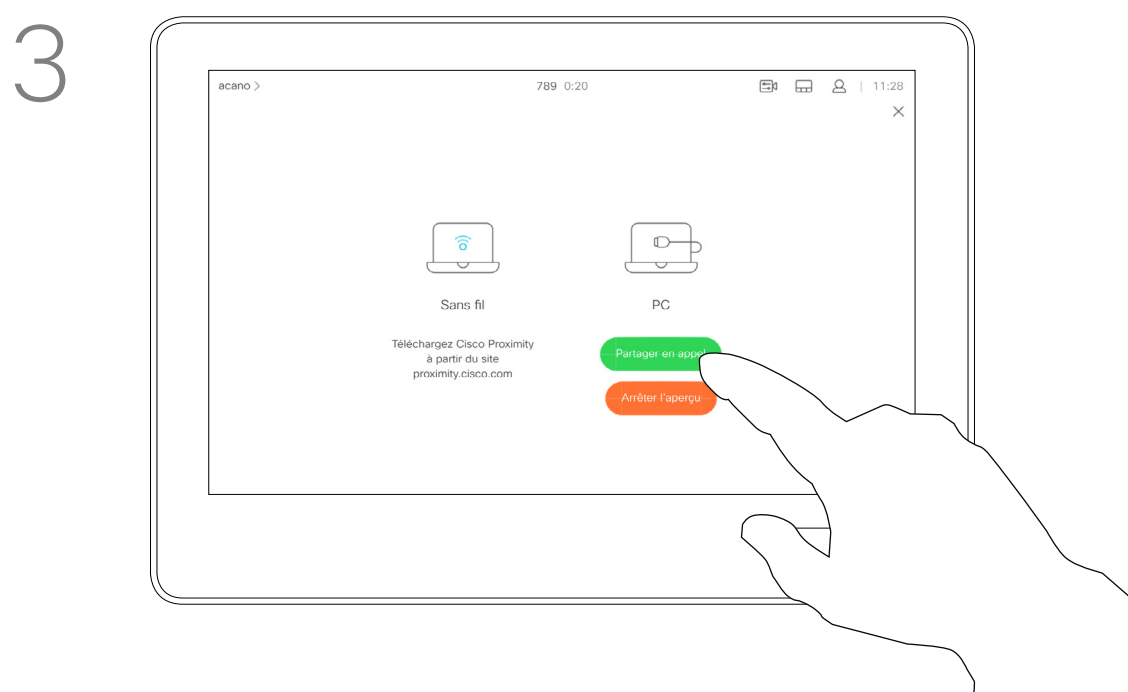 3
acano >
789 0:20
11:28
Sans fil
PC
Téléchargez Cisco Proximity
à partir du site
proximity.cisco.com
Partager en appel
Arrêter l'aperçu